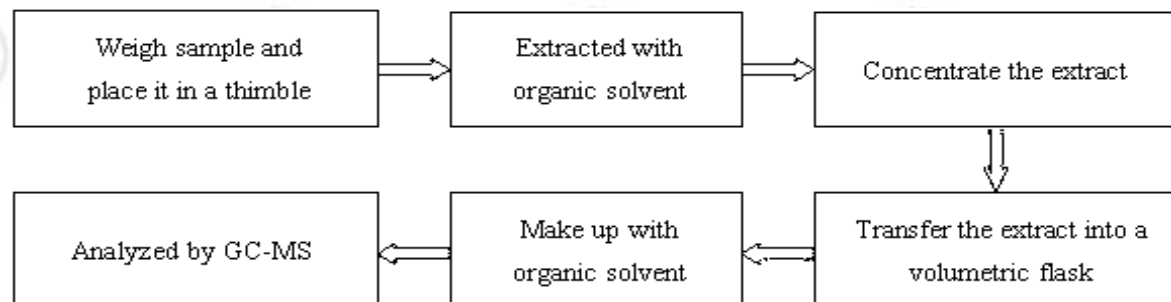 Weigh sample and
place it in a thimble
Extracted with
organic solvent
Concentrate the extract
Transfer the extract into a
volumetric flask
Make up with
organic solvent
Analyzed by GC-MS